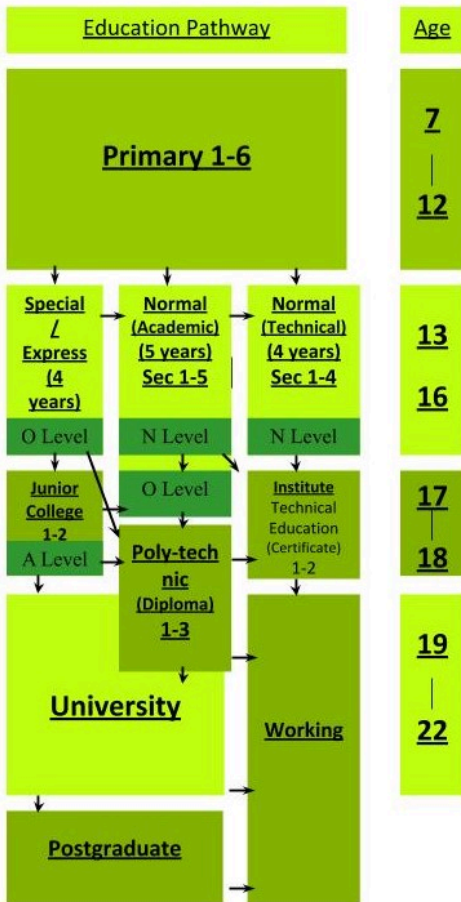 Education Pathway
Age
Primary 1-6
7
12
Special
/
Express
(4
years)
O Level
Normal
(Academic)
(5 years)
Sec 1-5
N Level
Normal
(Technical)
(4 years)
Sec 1-4
N Level
13
16
Junior
College
1-2
A Level
O Level
Poly-tech
nic
(Diploma)
1-3
Institute
Technical
Education
(Certificate)
1-2
17
18
University
Working
19
22
Postgraduate